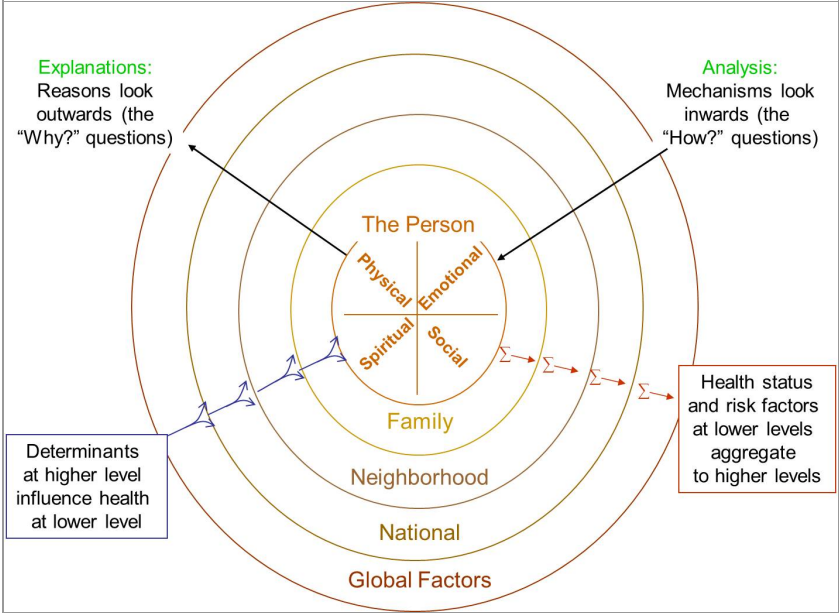 Explanations:
Reasons look
outwards (the
“Why?” questions)
Analysis:
Mechanisms look
inwards (the
“How?” questions)
The Person
Physical
Emotional
Spiritual
Social
Σ
Σ
Σ
Σ
Family
Neighborhood
National
Global Factors
Determinants
at higher level
influence health
at lower level
Health status
and risk factors
at lower levels
aggregate
to higher levels